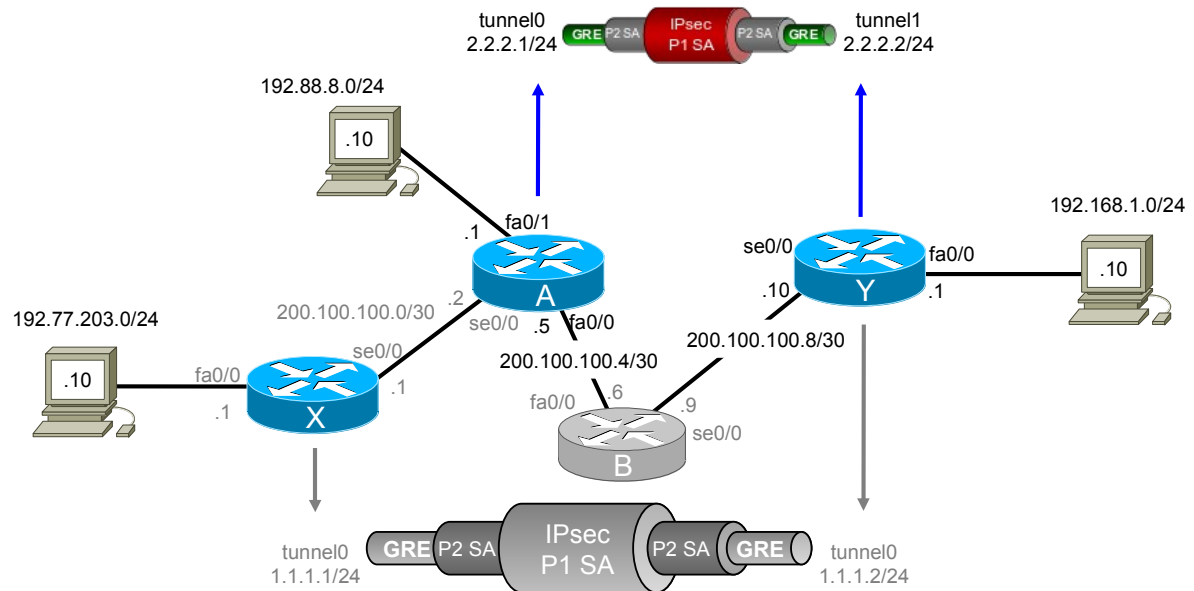 tunnel0
2.2.2.1/24
GRE P2 SA IPsec P1 SA P2 SA GRE
tunnel1
2.2.2.2/24
192.88.8.0/24
.10
fa0/1
.1
A
.2
se0/0
.5
fa0/0
200.100.100.0/30
192.168.1.0/24
.10
se0/0
fa0/0
.10
Y
.1
192.77.203.0/24
.10
fa0/0
.1
X
se0/0
.1
200.100.100.4/30
200.100.100.8/30
fa0/0
.6
.9
se0/0
B
tunnel0
1.1.1.1/24
GRE P2 SA IPsec P1 SA P2 SA GRE
tunnel0
1.1.1.2/24